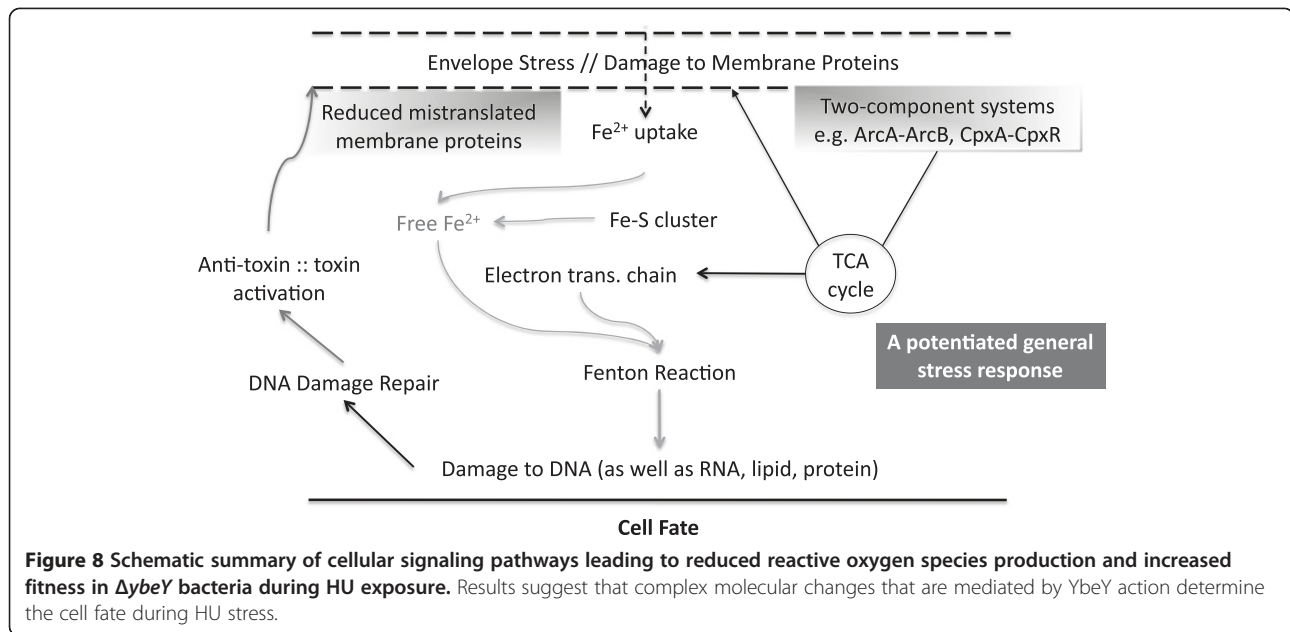 Envelope Stress // Damage to Membrane Proteins
Reduced mistranslated
membrane proteins
Fe²⁺ uptake
Two-component systems
e.g. ArcA-ArcB, CpxA-CpxR
Free Fe²⁺
Fe-S cluster
Anti-toxin :: toxin
activation
Electron trans. chain
TCA
cycle
A potentiated general
stress response
DNA Damage Repair
Fenton Reaction
Damage to DNA (as well as RNA, lipid, protein)
Cell Fate
Figure 8 Schematic summary of cellular signaling pathways leading to reduced reactive oxygen species production and increased
fitness in ΔybeY bacteria during HU exposure. Results suggest that complex molecular changes that are mediated by YbeY action determine
the cell fate during HU stress.